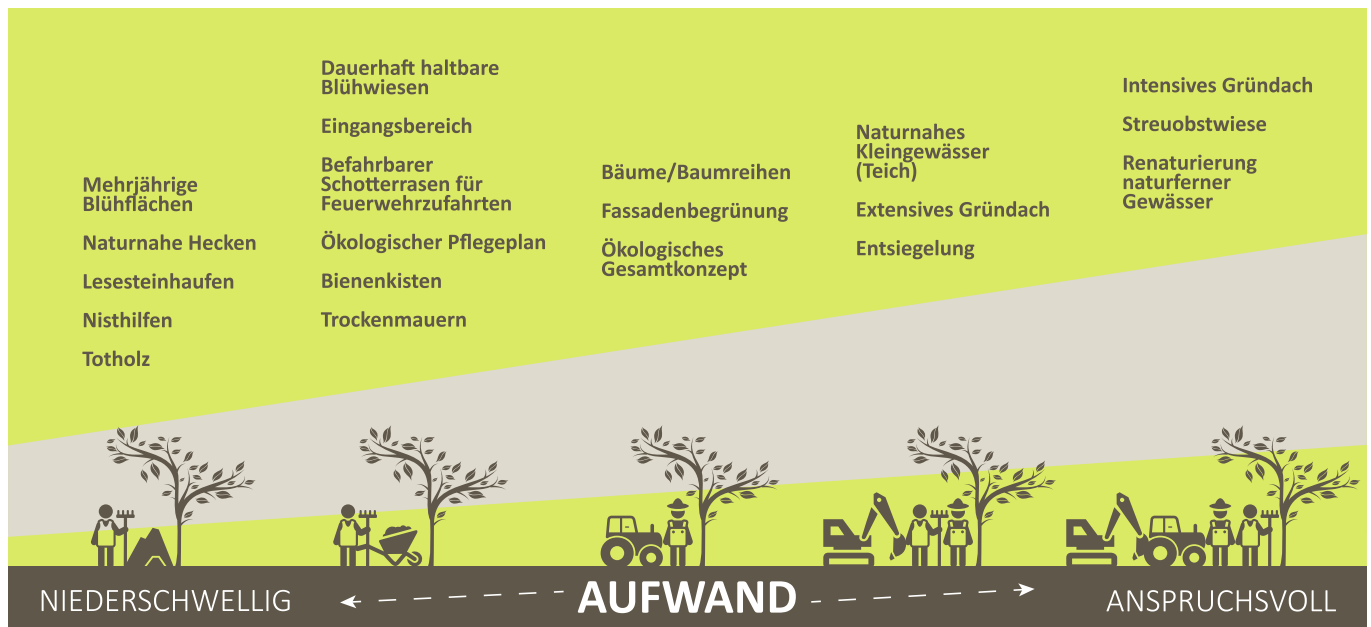 Mehrjährige
Blühflächen
Naturnahe Hecken
Lesesteinhaufen
Nisthilfen
Totholz
Dauerhaft haltbare
Blühwiesen
Eingangsbereich
Befahrbarer
Schotterrasen für
Feuerwehrzufahrten
Ökologischer Pflegeplan
Bienenkisten
Trockenmauern
Bäume/Baumreihen
Fassadenbegrünung
Ökologisches
Gesamtkonzept
Naturnahes
Kleingewässer
(Teich)
Extensives Gründach
Entsiegelung
Intensives Gründach
Streuobstwiese
Renaturierung
naturferner
Gewässer
NIEDERSCHWELLIG
AUFWAND
ANSPRUCHSVOLL